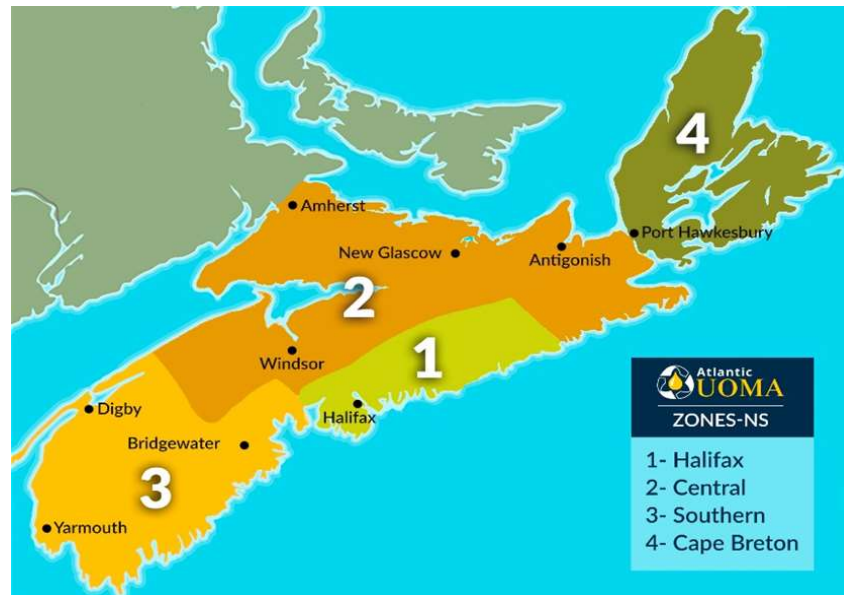 4
Amherst
Port Hawkesbury
New Glascow
Antigonish
2
1
Windsor
Digby
Halifax
Bridgewater
3
Yarmouth
Atlantic
UOMA
ZONES-NS
1- Halifax
2- Central
3- Southern
4- Cape Breton